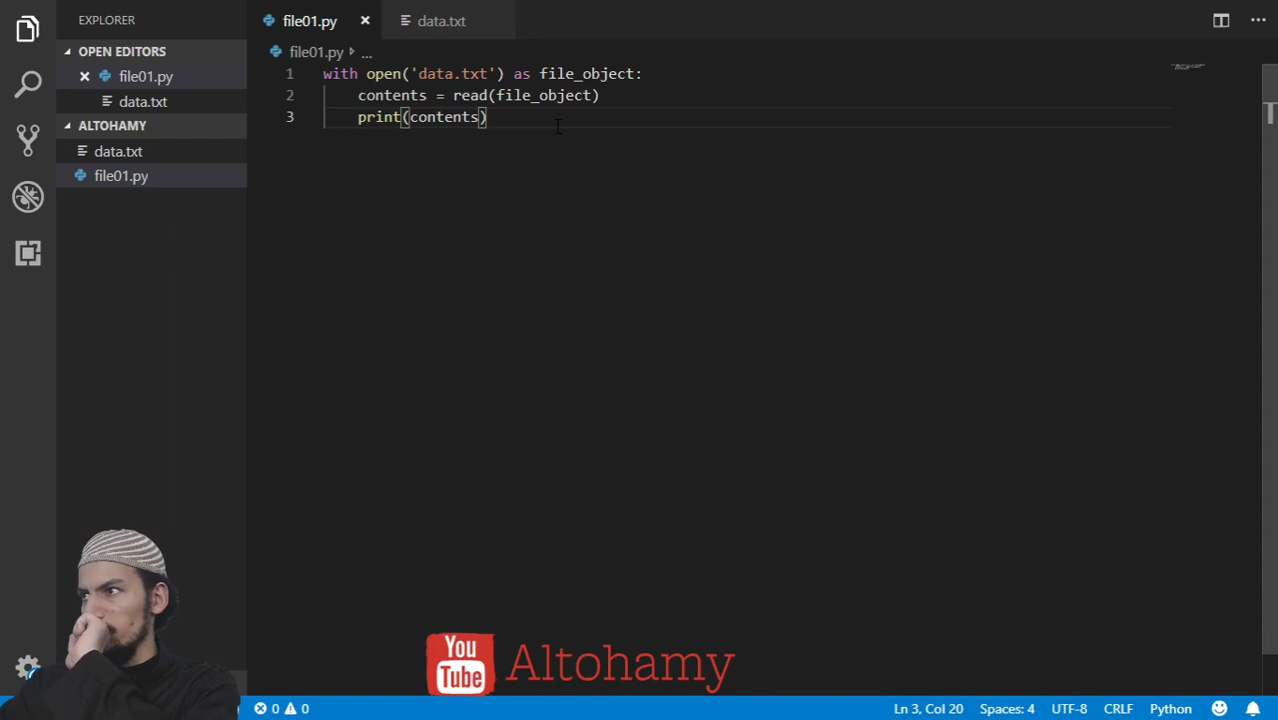 EXPLORER
OPEN EDITORS
file01.py
data.txt
ALTOHAMY
data.txt
file01.py
file01.py
data.txt
file01.py ...
1 with open('data.txt') as file_object:
2 contents = read(file_object)
3 print(contents)
You Tube Altohamy
0 0 Ln 3, Col 20 Spaces: 4 UTF-8 CRLF Python